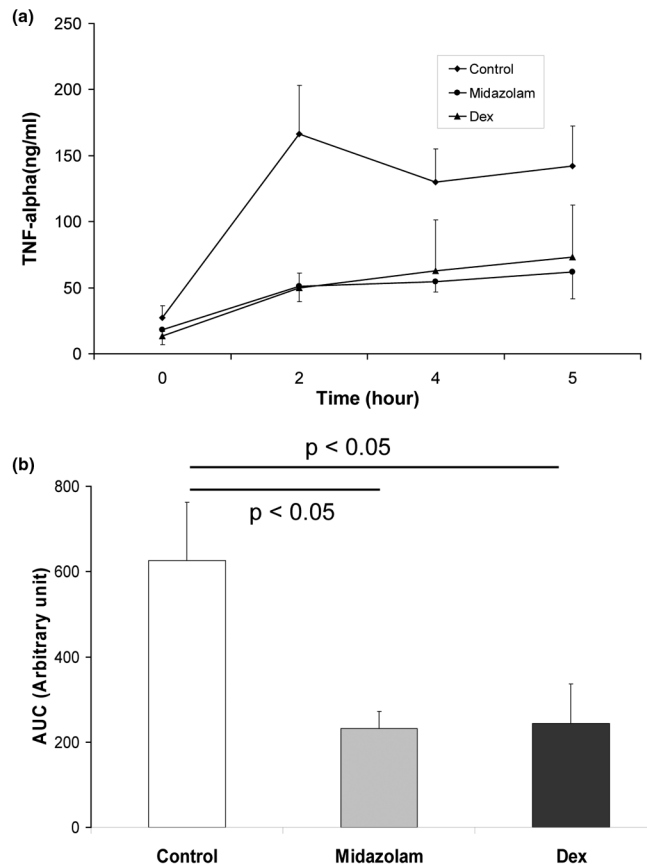 (a)
250
200
150
100
50
0
TNF-alpha(ng/ml)
Control
Midazolam
Dex
0 2 4 5
Time (hour)
(b)
p < 0.05
p < 0.05
800
600
400
200
0
AUC (Arbitrary unit)
Control Midazolam Dex